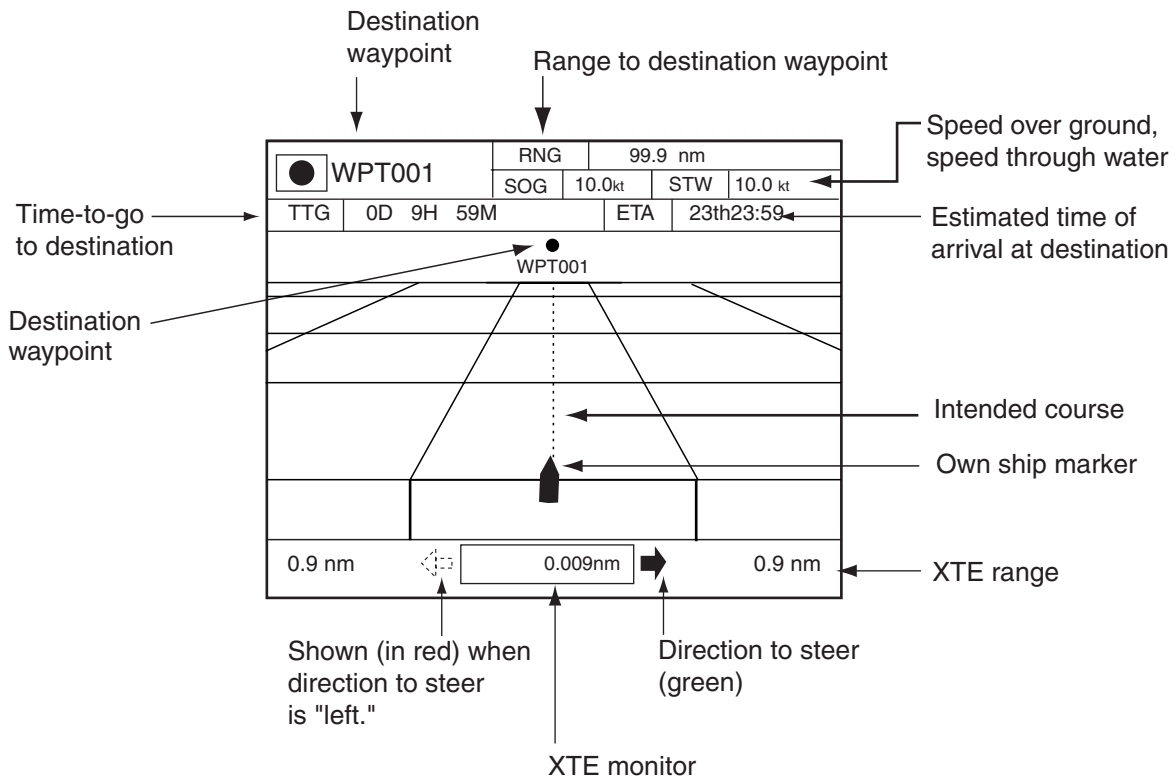 Destination
waypoint
Range to destination waypoint
Speed over ground,
speed through water
WPT001
RNG 99.9 nm
SOG 10.0kt STW 10.0 kt
Time-to-go
to destination
TTG 0D 9H 59M ETA 23th23:59
Estimated time of
arrival at destination
WPT001
Destination
waypoint
Intended course
Own ship marker
0.9 nm 0.009nm 0.9 nm
XTE range
Shown (in red) when
direction to steer
is "left."
Direction to steer
(green)
XTE monitor